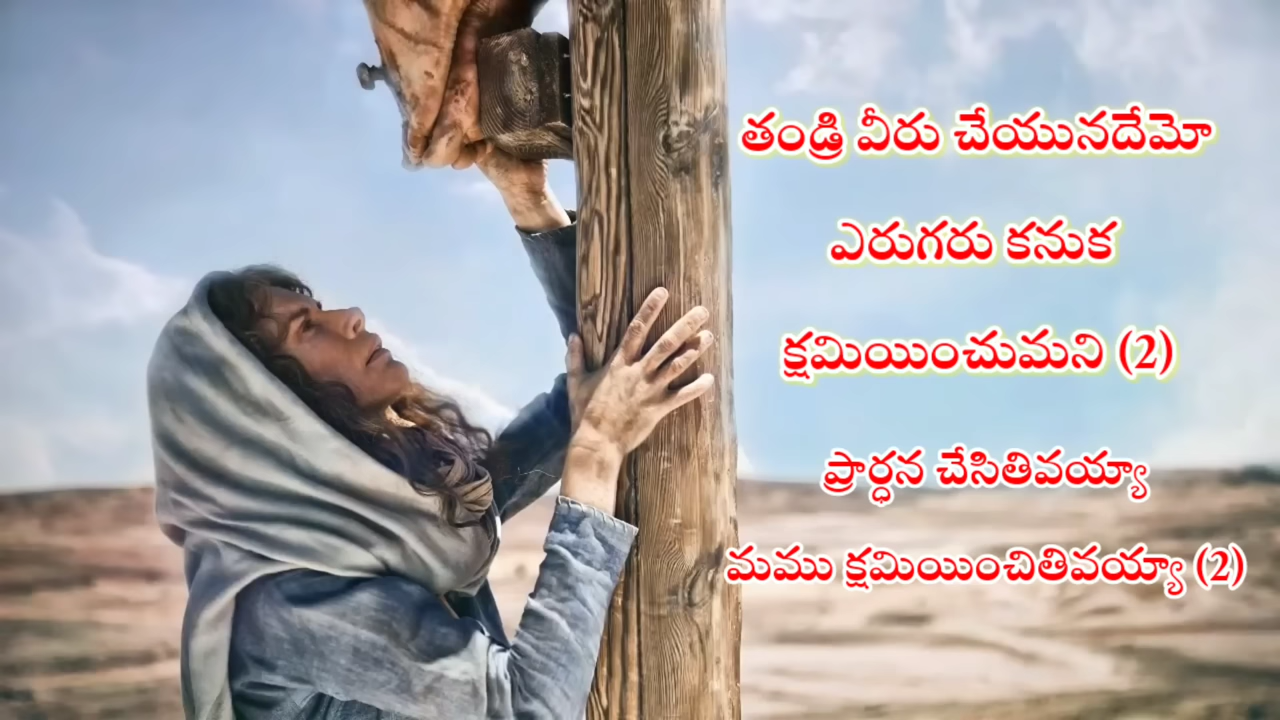 తండ్రి వీరు చేయునదేమో
ఎరుగరు కనుక
క్షమియించుమని (2)
ప్రార్ధన చేసితివయ్యా
మము క్షమియించితివయ్యా (2)